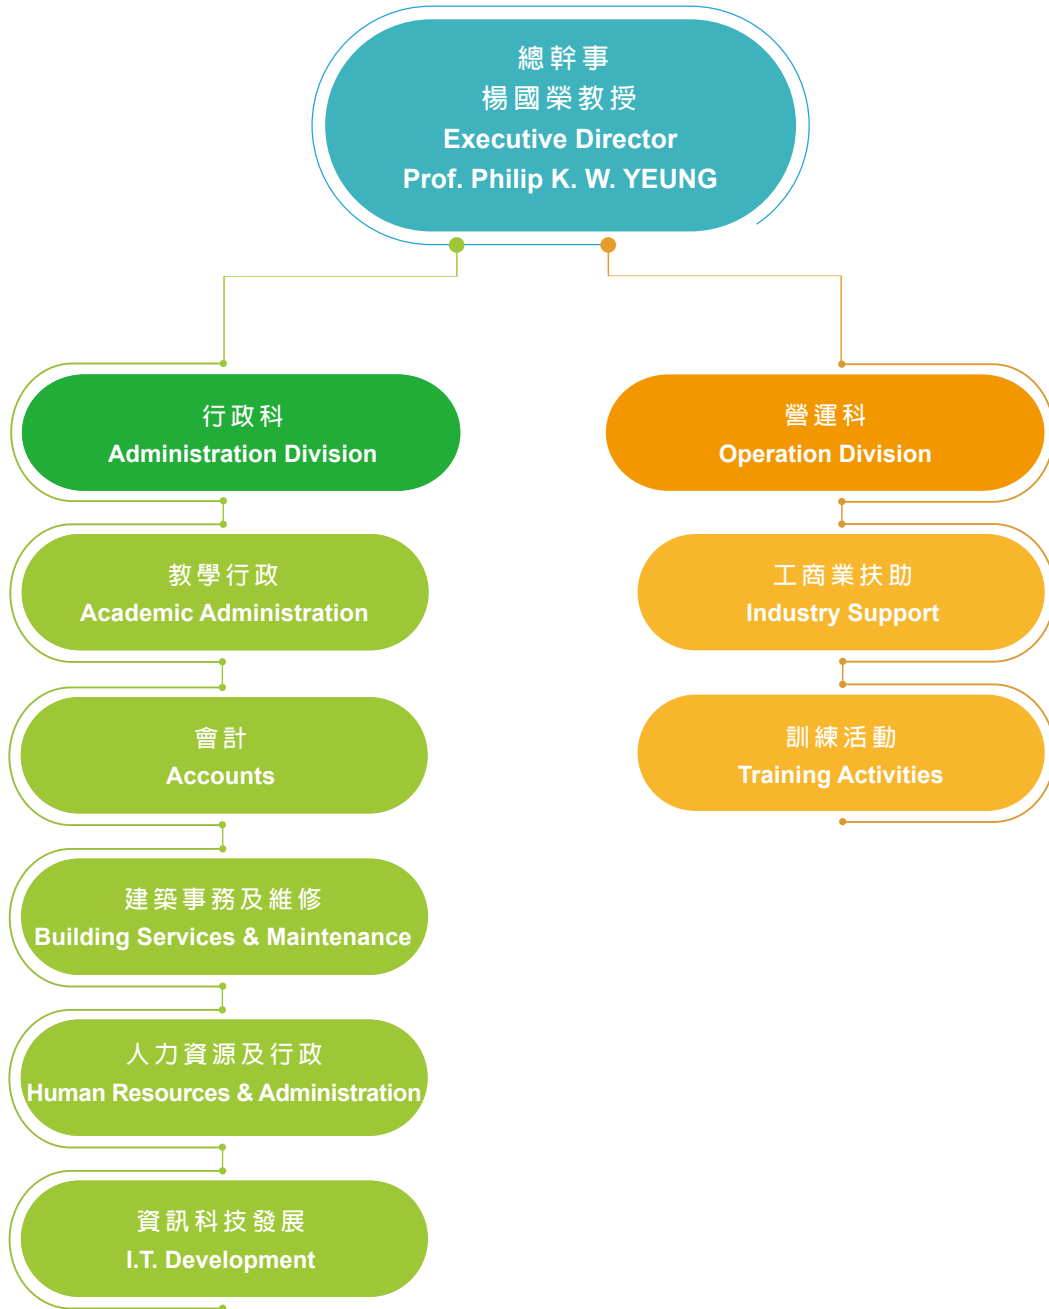 總幹事
楊國榮教授
Executive Director
Prof. Philip K. W. YEUNG
行政科
Administration Division
教學行政
Academic Administration
會計
Accounts
建築事務及維修
Building Services & Maintenance
人力資源及行政
Human Resources & Administration
資訊科技發展
I.T. Development
營運科
Operation Division
工商業扶助
Industry Support
訓練活動
Training Activities